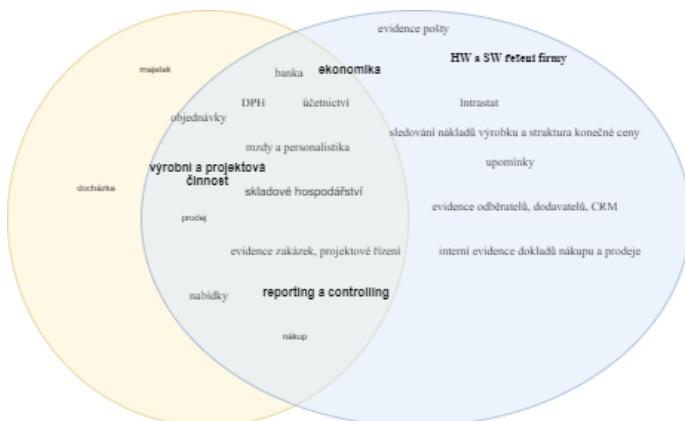 evidence pošty
HW a SW řešení firmy
majetek
banka
ekonomika
DPH
účetnictví
Intrastat
objednávky
sledování nákladů výrobku a struktura konečné ceny
mzdy a personalistika
upomínky
výrobní a projektová
činnost
docházka
skladové hospodářství
evidence odběratelů, dodavatelů, CRM
prodej
evidence zakázek, projektové řízení
interní evidence dokladů nákupu a prodeje
nabídky
reporting a controlling
nákup